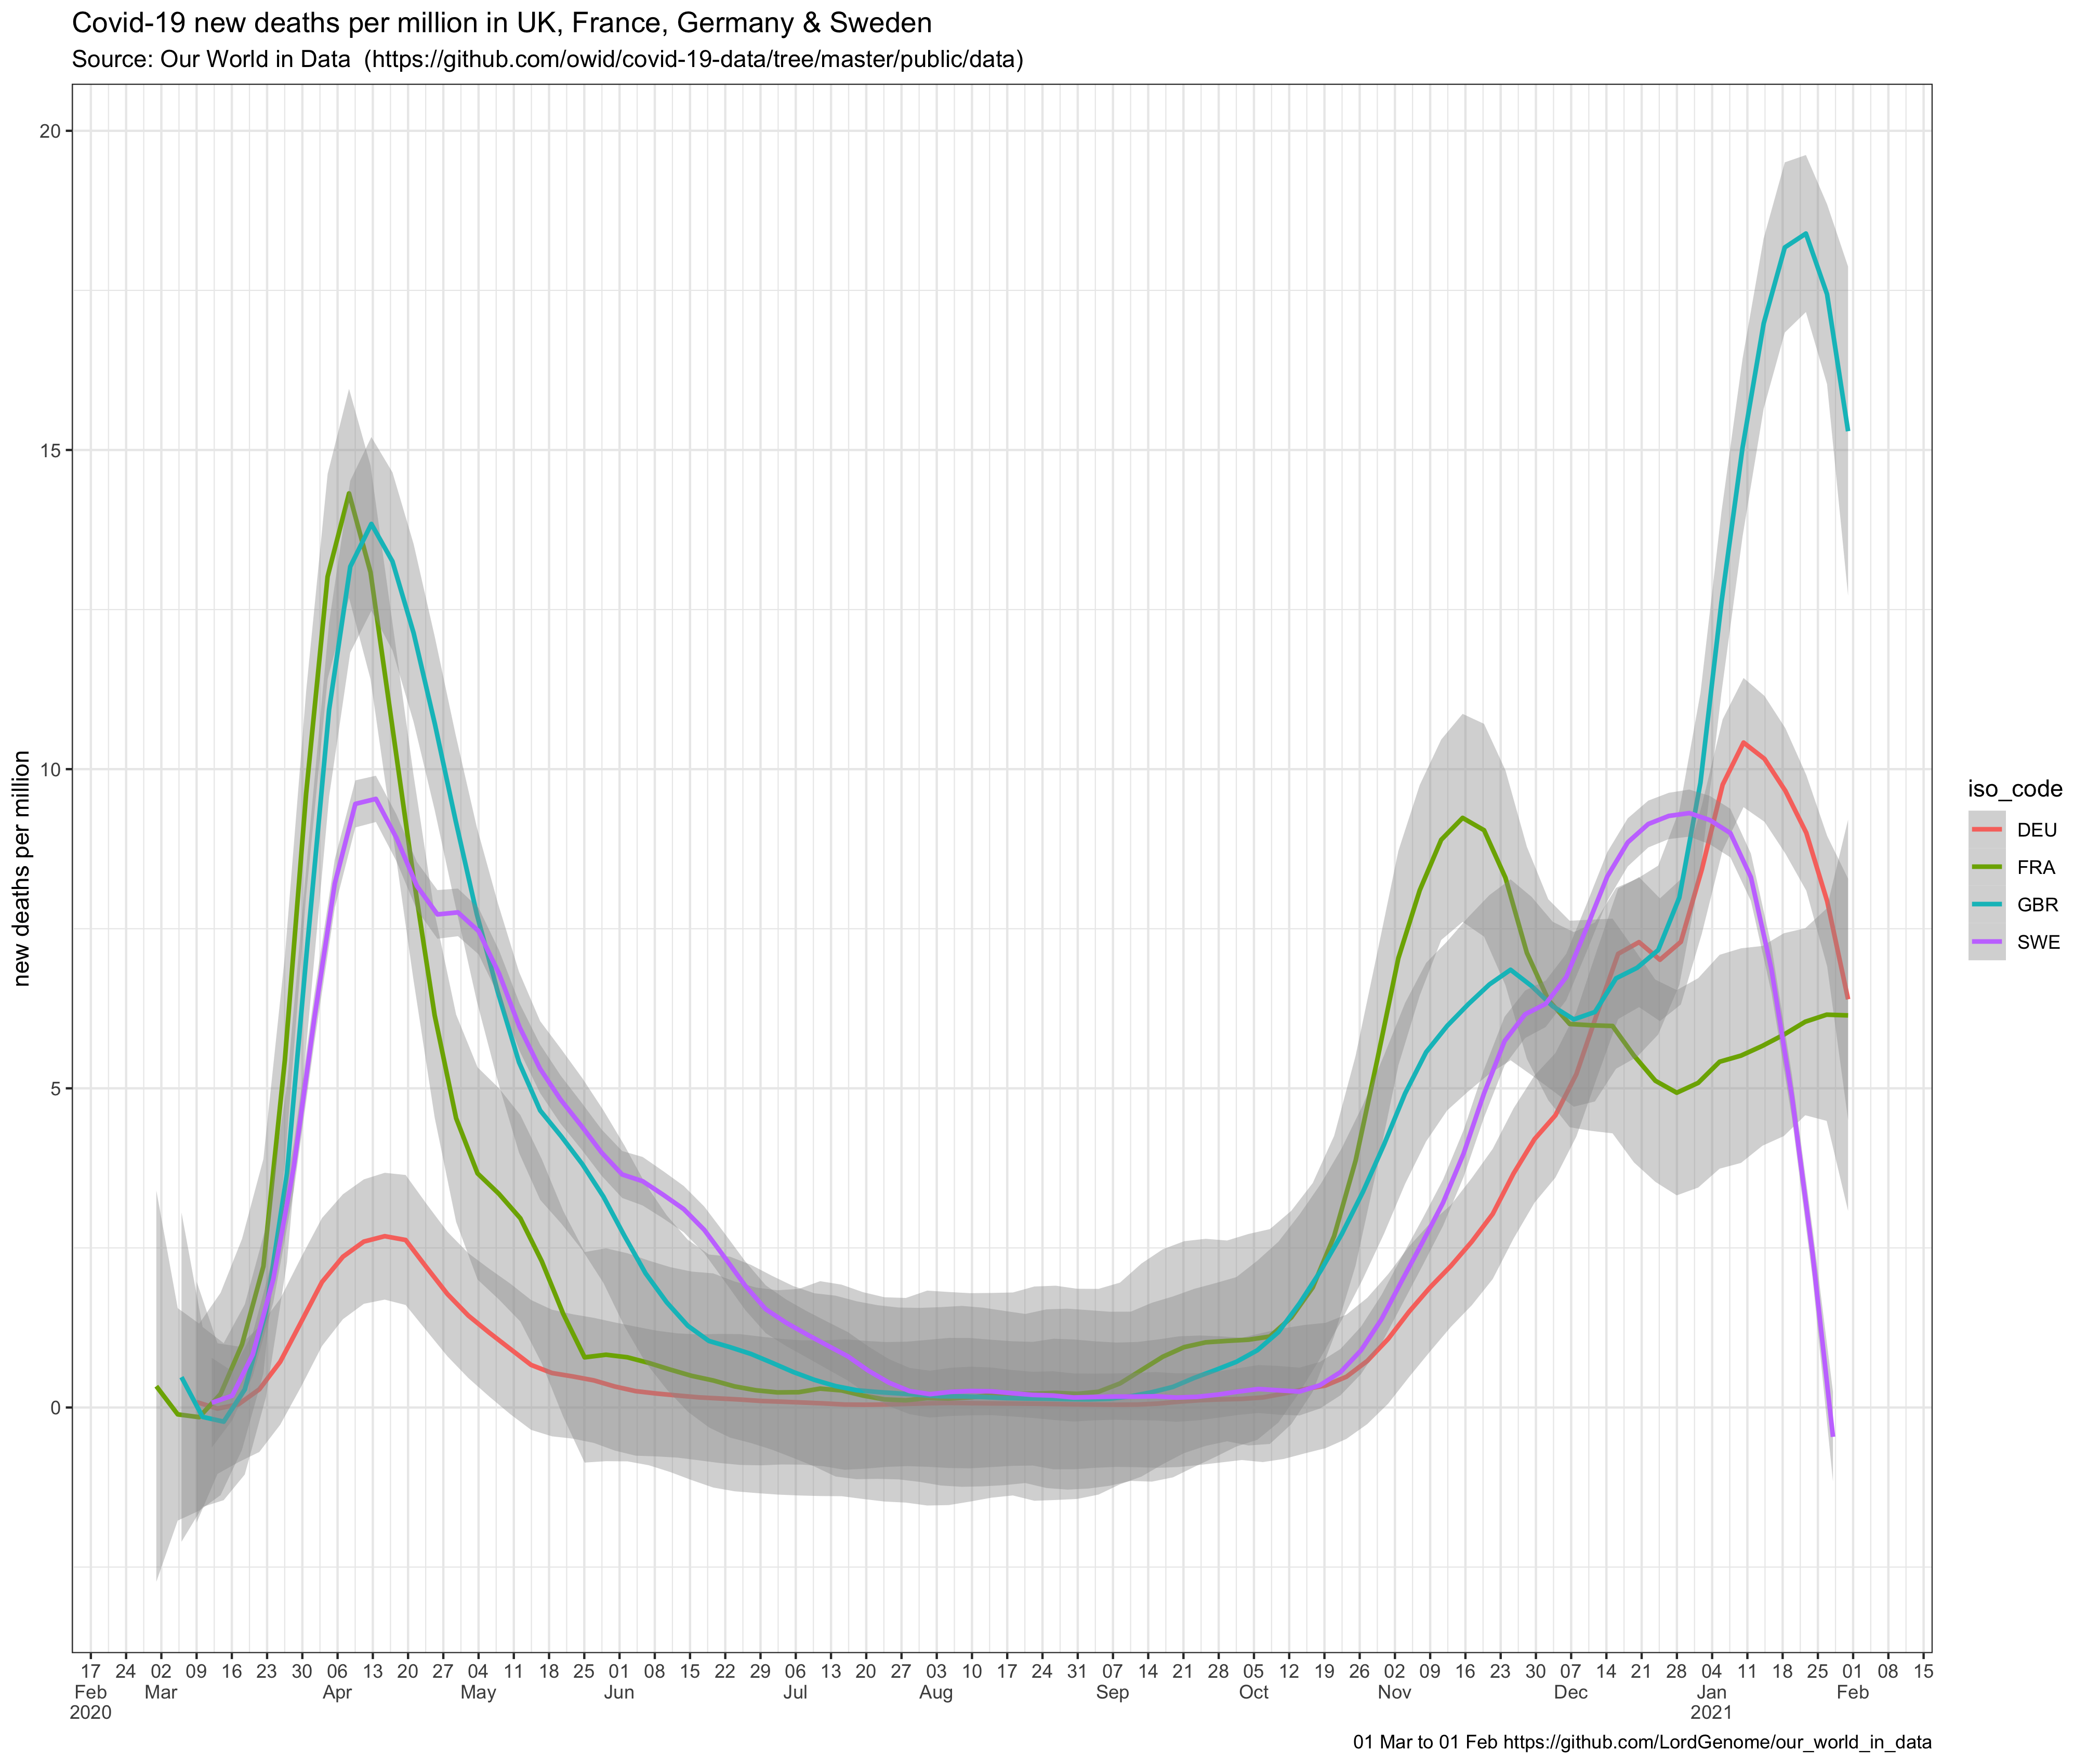 Covid-19 new deaths per million in UK, France, Germany & Sweden
Source: Our World in Data  (https://github.com/owid/covid-19-data/tree/master/public/data)
new deaths per million
20
15
10
5
0
17 24 02 09 16 23 30 06 13 20 27 04 11 18 25 01 08 15 22 29 06 13 20 27 03 10 17 24 31 07 14 21 28 05 12 19 26 02 09 16 23 30 07 14 21 28 04 11 18 25 01 08 15
Feb Mar Apr May Jun Jul Aug Sep Oct Nov Dec Jan Feb
2020 2021
iso_code
DEU
FRA
GBR
SWE
01 Mar to 01 Feb https://github.com/LordGenome/our_world_in_data